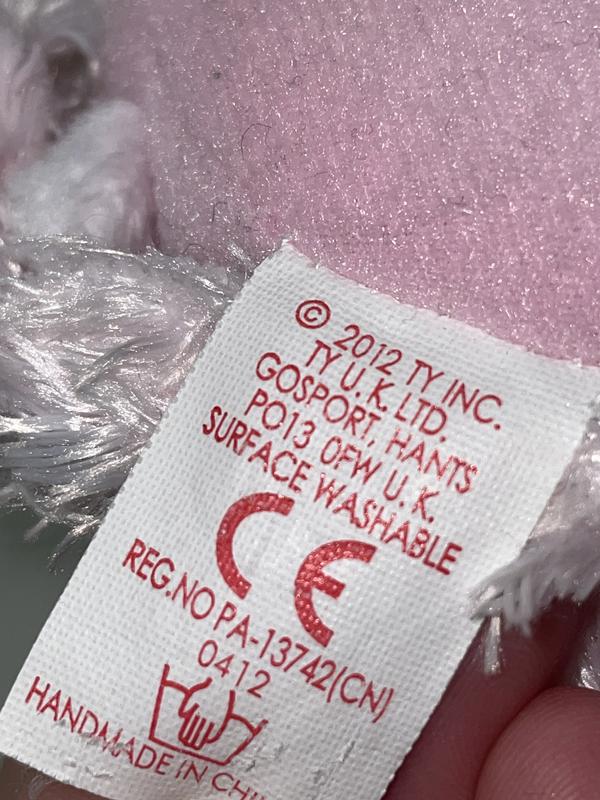 © 2012 TY INC.
TY U.K. LTD.
GOSPORT, HANTS
PO13 0FW U.K.
SURFACE WASHABLE
CE
REG.NO PA-13742(CN)
0412
HANDMADE IN